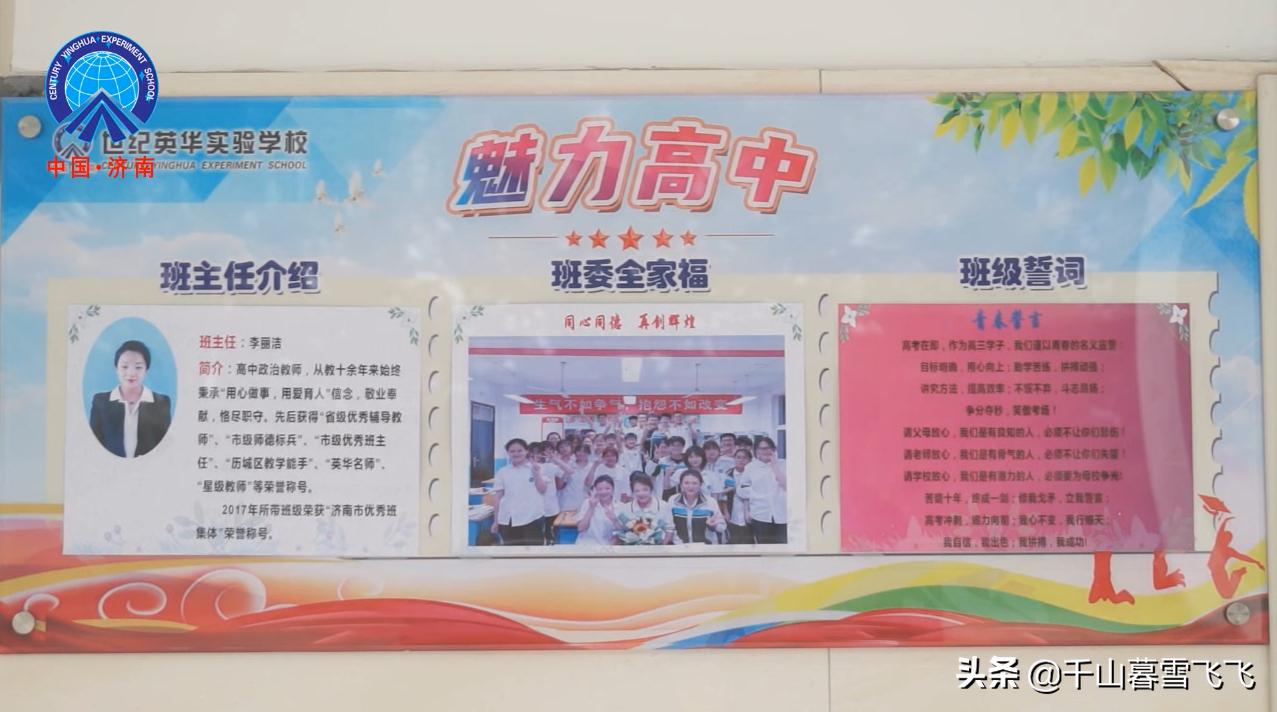 CENTURY YINGHUA EXPERIMENT SCHOOL
世纪英华实验学校
YINGHUA EXPERIMENT SCHOOL
中国·济南
魅力高中
班主任介绍
班主任：李丽洁
简介：高中政治教师，从教十余年来始终
秉承“用心做事，用爱育人”信念，敬业奉
献，恪尽职守。先后获得“省级优秀辅导教
师”、“市级师德标兵”、“市级优秀班主
任”、“历城区教学能手”、“英华名师”、
“星级教师”等荣誉称号。
2017年所带班级荣获“济南市优秀班
集体”荣誉称号。
班委全家福
同心同德 再创辉煌
生气不如争气，抱怨不如改变
班级誓词
青春誓言
高考在即，作为高三学子，我们谨以青春的名义宣誓：
目标明确，用心向上；勤学苦练，拼搏顽强；
讲究方法，提高效率；不馁不弃，斗志昂扬；
争分夺秒，笑傲考场！
请父母放心，我们是有良知的人，必须不让你们悲伤！
请老师放心，我们是有骨气的人，必须不让你们失望！
请学校放心，我们是有潜力的人，必须要为母校争光！
苦磨十年，终成一剑；修我戈矛，立我誓言；
高考冲刺，迎力向前；我心不变，我行顺天；
我自信，我出色；我拼搏，我成功！
头条 @千山暮雪飞飞